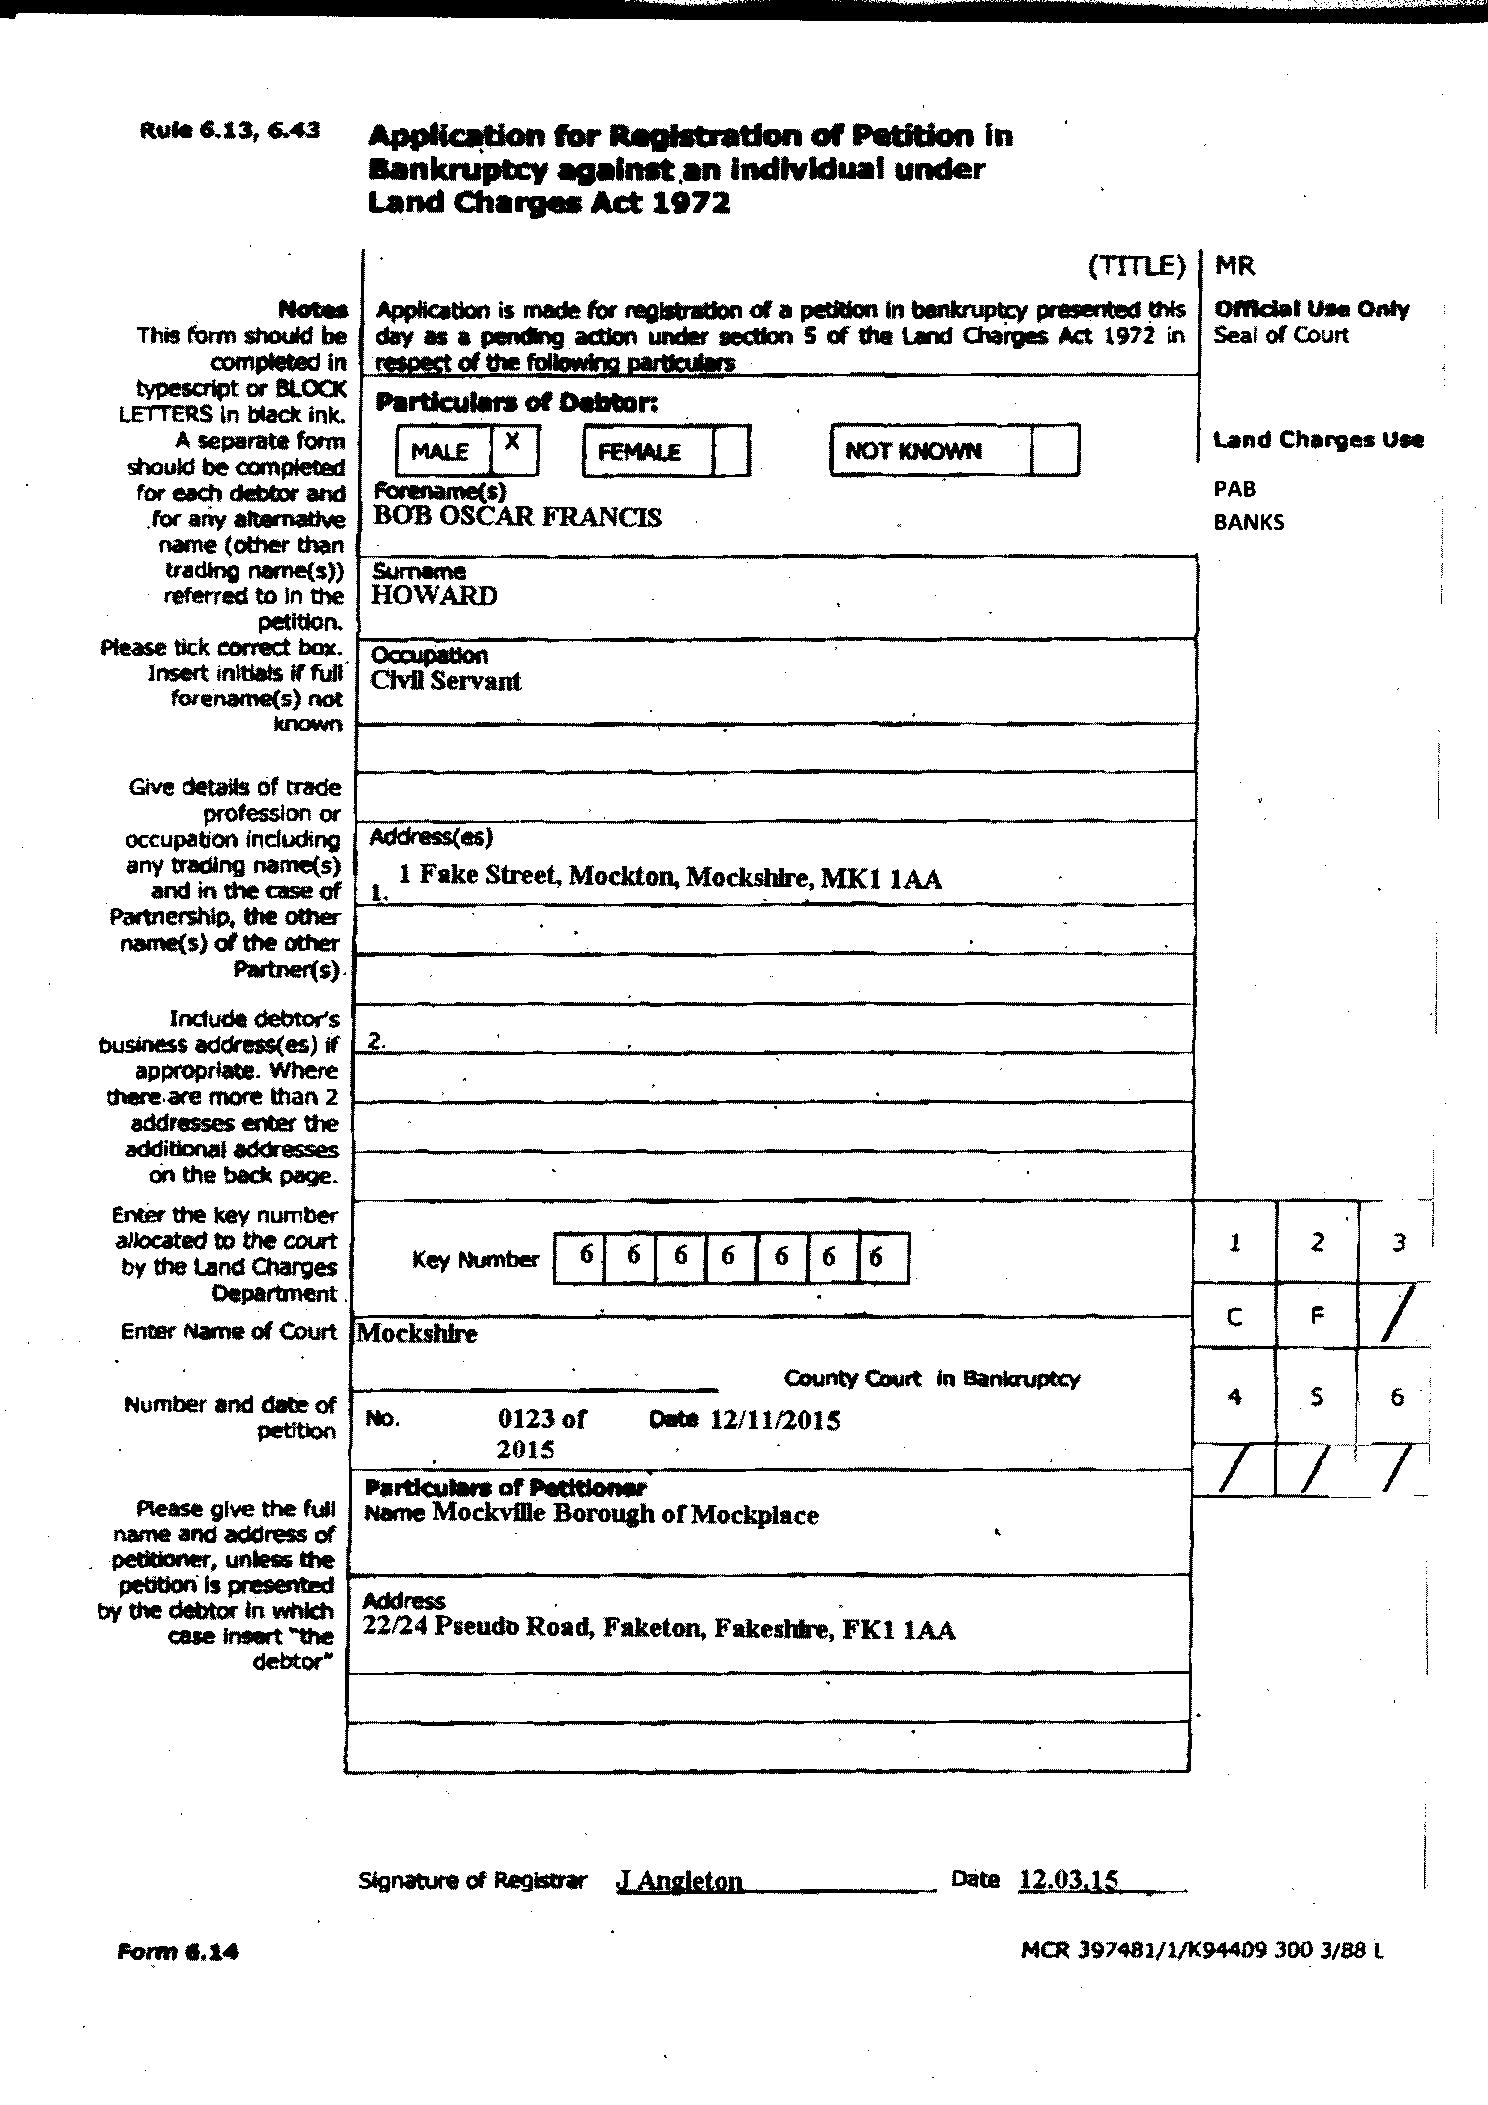 Rule 6.13, 6.43
Application for Registration of Petition in
Bankruptcy against an individual under
Land Charges Act 1972
(TITLE) MR
Notes
This form should be
completed in
typescript or BLOCK
LETTERS in black ink.
A separate form
should be completed
for each debtor and
for any alternative
name (other than
trading name(s))
referred to in the
petition.
Please tick correct box.
Insert initials if full
forename(s) not
known
Give details of trade
profession or
occupation including
any trading name(s)
and in the case of
Partnership, the other
name(s) of the other
Partner(s).
Include debtor's
business address(es) if
appropriate. Where
there are more than 2
addresses enter the
additional addresses
on the back page.
Enter the key number
allocated to the court
by the Land Charges
Department.
Enter Name of Court
Number and date of
petition
Please give the full
name and address of
petitioner, unless the
petition is presented
by the debtor in which
case insert "the
debtor"
Application is made for registration of a petition in bankruptcy presented this
day as a pending action under section 5 of the Land Charges Act 1972 in
respect of the following particulars
Particulars of Debtor:
MALE X FEMALE NOT KNOWN
Forename(s)
BOB OSCAR FRANCIS
Surname
HOWARD
Occupation
Civil Servant
Address(es)
1. 1 Fake Street, Mockton, Mockshire, MK1 1AA
2.
Key Number 6 6 6 6 6 6 6
Mockshire
County Court in Bankruptcy
No. 0123 of Date 12/11/2015
2015
Particulars of Petitioner
Name Mockville Borough of Mockplace
Address
22/24 Pseudo Road, Faketon, Fakeshire, FK1 1AA
Official Use Only
Seal of Court
Land Charges Use
PAB
BANKS
1 2 3
C F /
4 5 6
/ / /
Signature of Registrar J Angleton Date 12.03.15
Form 6.14
MCR 397481/1/K94409 300 3/88 L